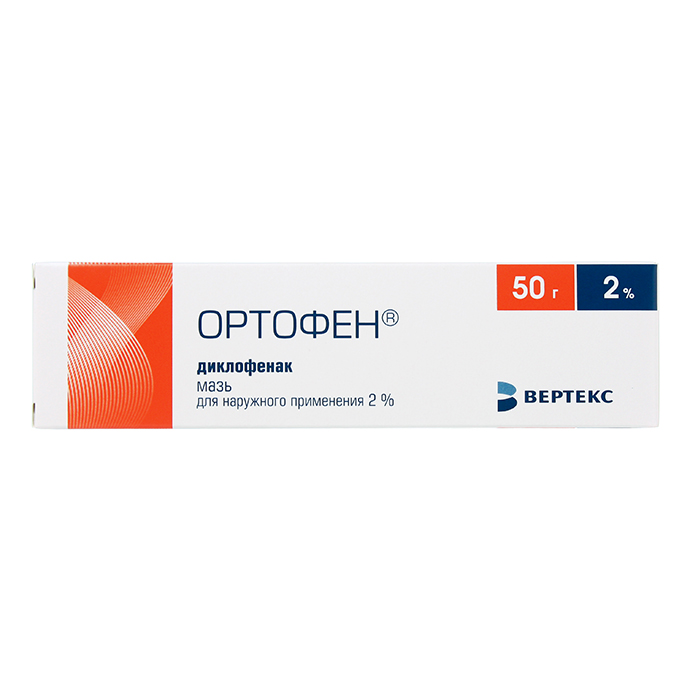 50 г 2 %
ОРТОФЕН®
диклофенак
мазь
для наружного применения 2 %
ВЕРТЕКС